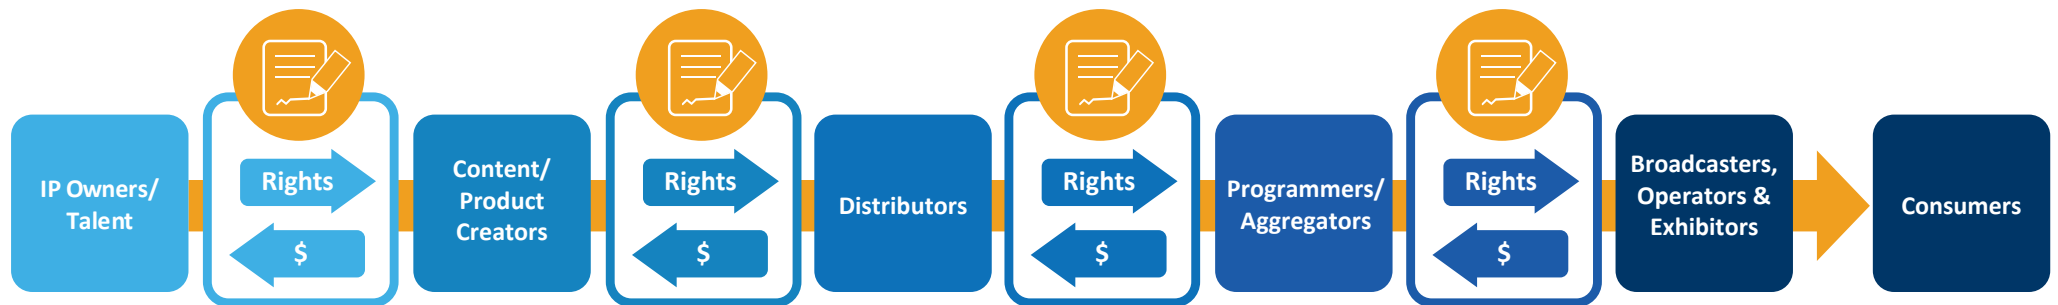 IP Owners/
Talent
Rights
$
Content/
Product
Creators
Rights
$
Distributors
Rights
$
Programmers/
Aggregators
Rights
$
Broadcasters,
Operators &
Exhibitors
Consumers